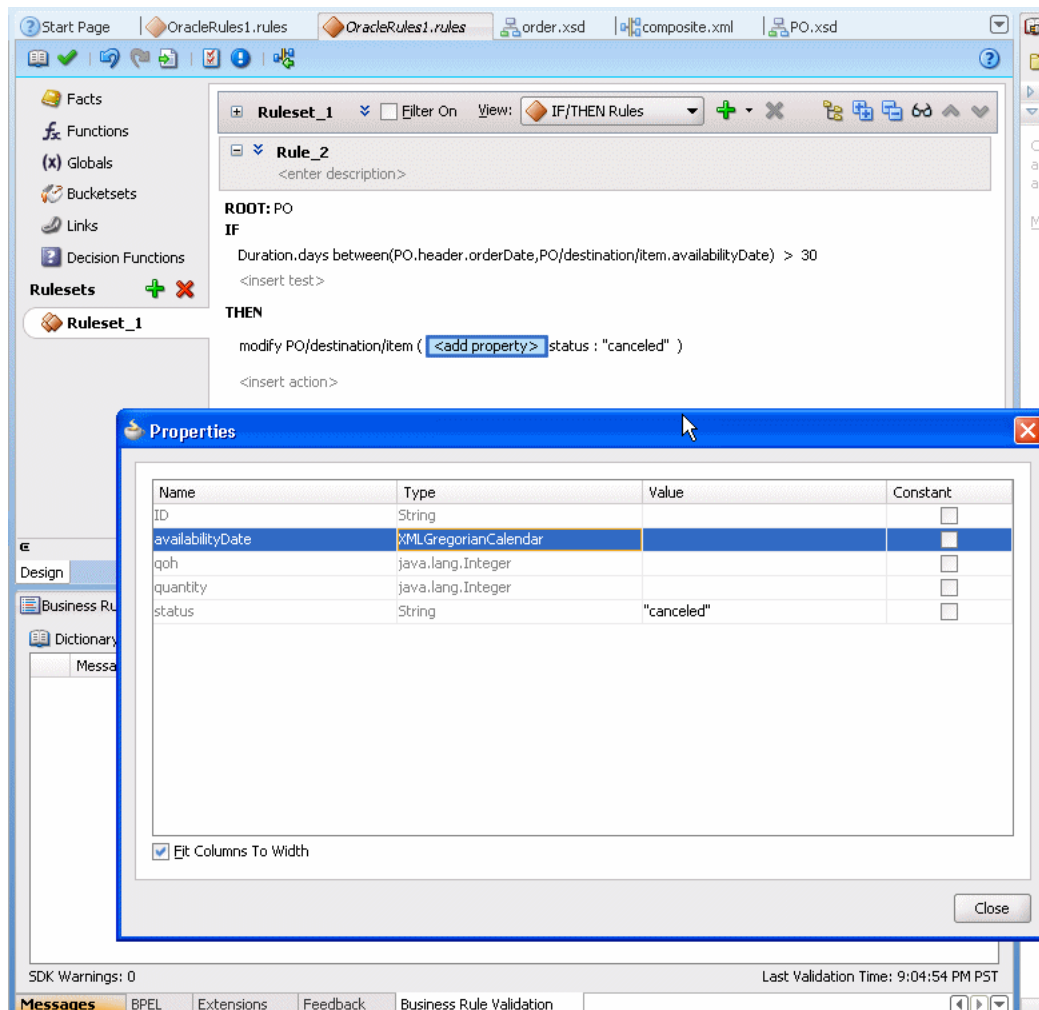 Start Page OracleRules1.rules OracleRules1.rules order.xsd composite.xml PO.xsd
Facts
Functions
Globals
Bucketsets
Links
Decision Functions
Rulesets
Ruleset_1
Ruleset_1 Filter On View: IF/THEN Rules
Rule_2
<enter description>
ROOT: PO
IF
Duration.days between(PO.header.orderDate,PO/destination/item.availabilityDate) > 30
<insert test>
THEN
modify PO/destination/item ( <add property> status : "canceled" )
<insert action>
Properties
Name Type Value Constant
ID String
availabilityDate XMLGregorianCalendar
qoh java.lang.Integer
quantity java.lang.Integer
status String "canceled"
Fit Columns To Width
Close
Design
Business Ru
Dictionary
Messa
SDK Warnings: 0 Last Validation Time: 9:04:54 PM PST
Messages BPEL Extensions Feedback Business Rule Validation